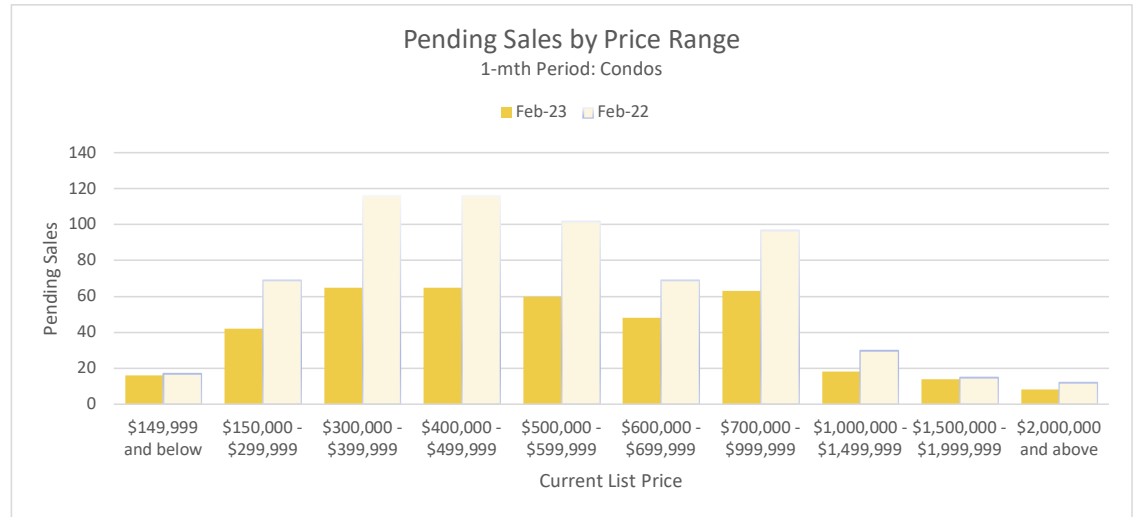 Pending Sales by Price Range
1-mth Period: Condos
Feb-23 Feb-22
140
120
100
80
60
40
20
0
Pending Sales
$149,999 and below
$150,000 - $299,999
$300,000 - $399,999
$400,000 - $499,999
$500,000 - $599,999
$600,000 - $699,999
$700,000 - $999,999
$1,000,000 - $1,499,999
$1,500,000 - $1,999,999
$2,000,000 and above
Current List Price